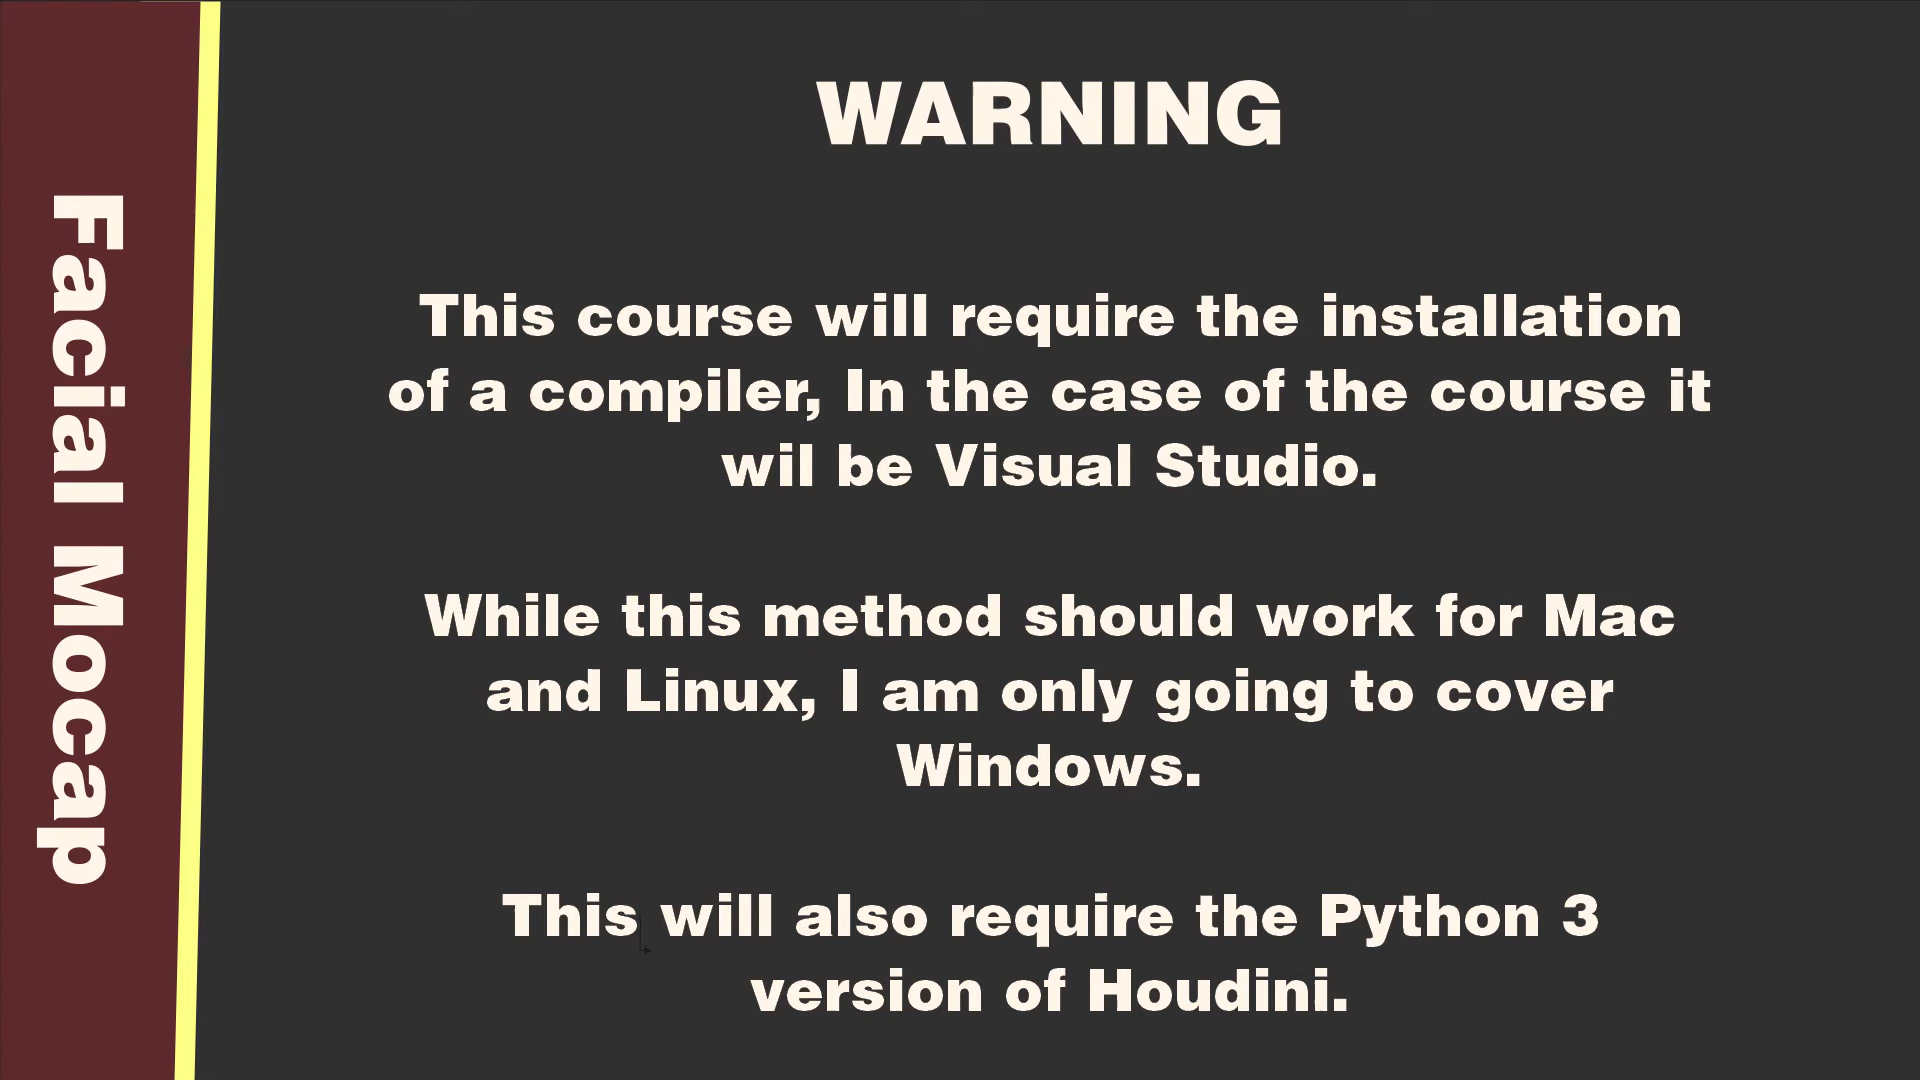 Facial Mocap
WARNING
This course will require the installation
of a compiler, In the case of the course it
wil be Visual Studio.
While this method should work for Mac
and Linux, I am only going to cover
Windows.
This will also require the Python 3
version of Houdini.